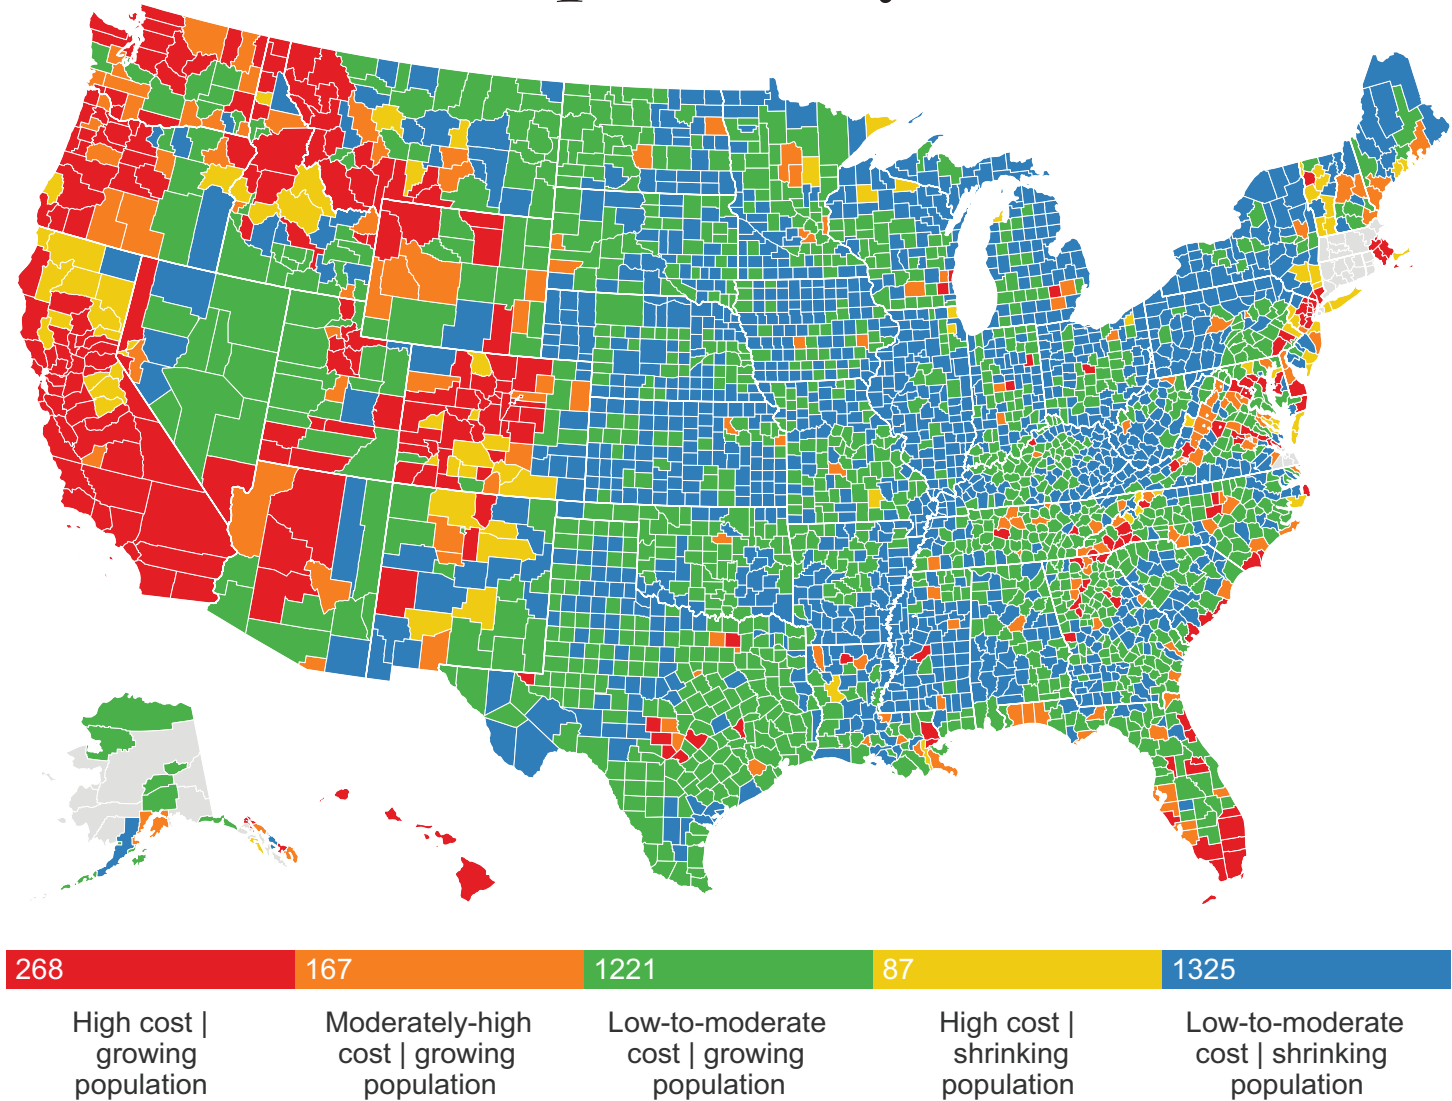 268 167 1221 87 1325
High cost | Moderately-high Low-to-moderate High cost | Low-to-moderate
growing cost | growing cost | growing shrinking cost | shrinking
population population population population population